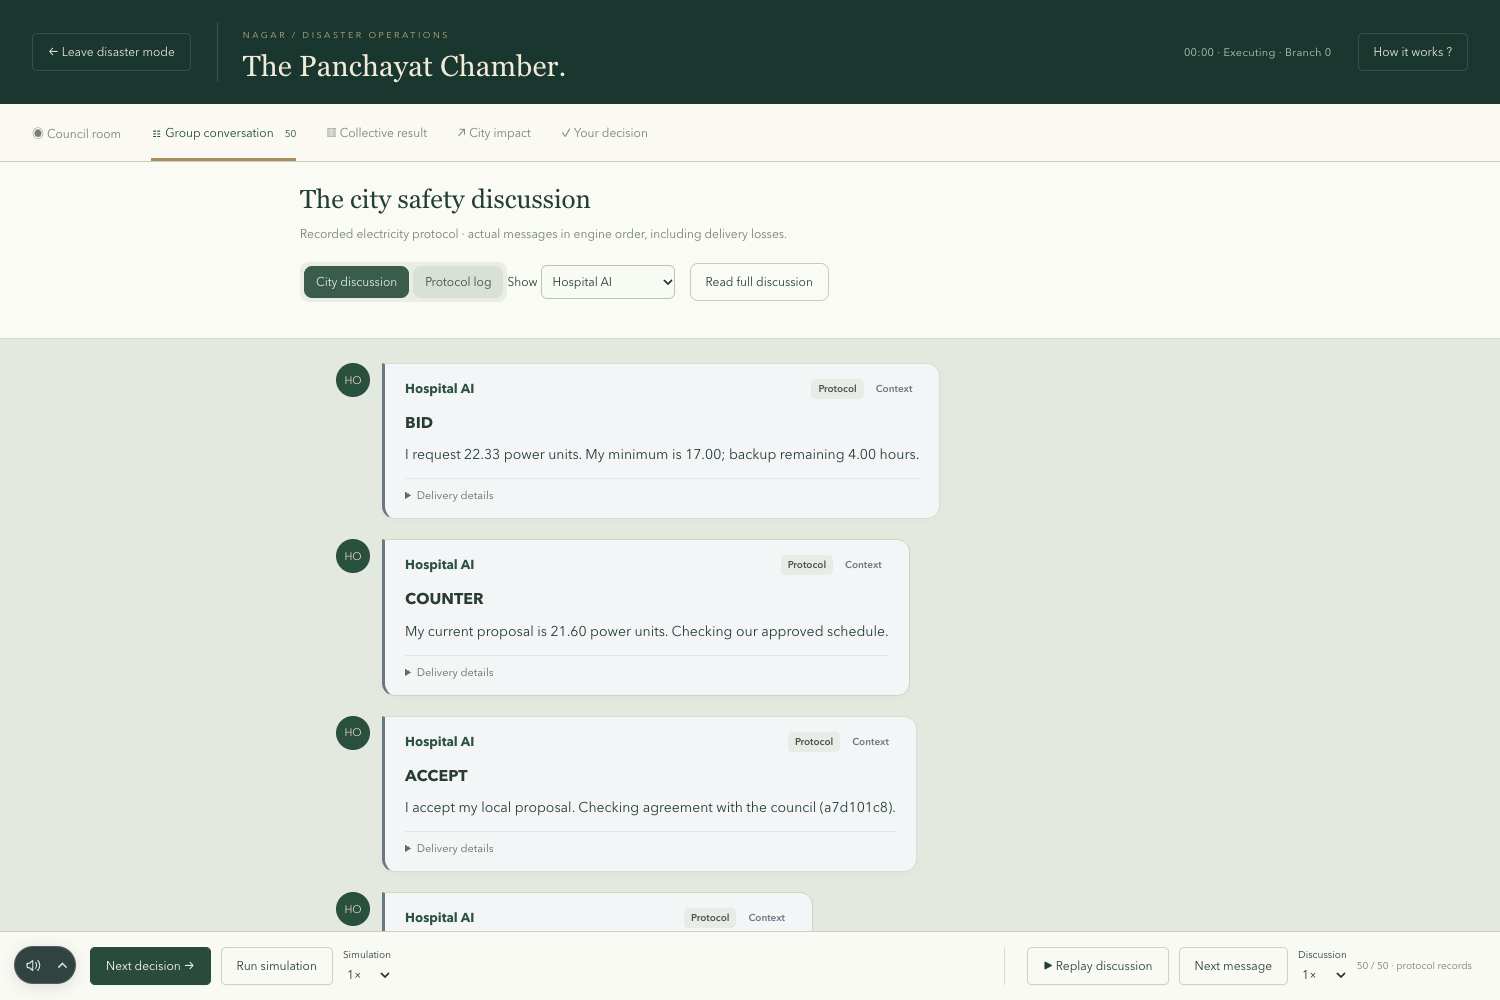 ← Leave disaster mode
NAGAR / DISASTER OPERATIONS
The Panchayat Chamber.
00:00 · Executing · Branch 0
How it works ?
Council room
Group conversation 50
Collective result
↗ City impact
✓ Your decision
The city safety discussion
Recorded electricity protocol · actual messages in engine order, including delivery losses.
City discussion
Protocol log
Show
Hospital AI
Read full discussion
HO
Hospital AI
Protocol
Context
BID
I request 22.33 power units. My minimum is 17.00; backup remaining 4.00 hours.
Delivery details
HO
Hospital AI
Protocol
Context
COUNTER
My current proposal is 21.60 power units. Checking our approved schedule.
Delivery details
HO
Hospital AI
Protocol
Context
ACCEPT
I accept my local proposal. Checking agreement with the council (a7d101c8).
Delivery details
HO
Hospital AI
Protocol
Context
Next decision →
Run simulation
Simulation
1×
Replay discussion
Next message
Discussion
1×
50 / 50 · protocol records